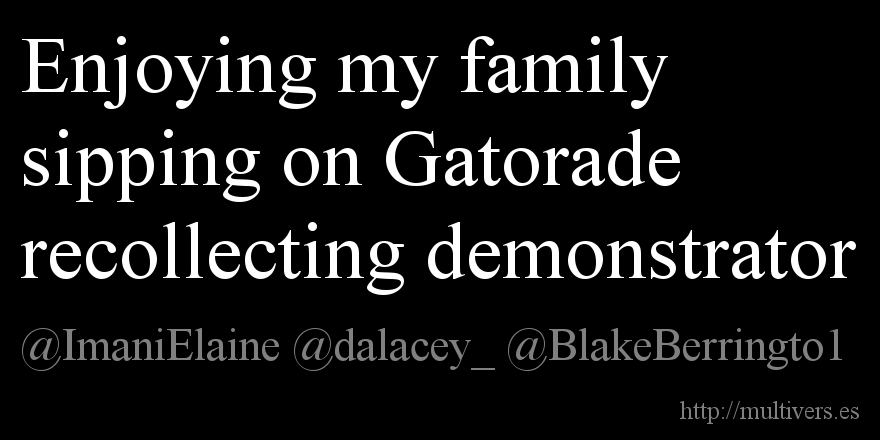 Enjoying my family
sipping on Gatorade
recollecting demonstrator
@ImaniElaine @dalacey_ @BlakeBerringto1
http://multivers.es